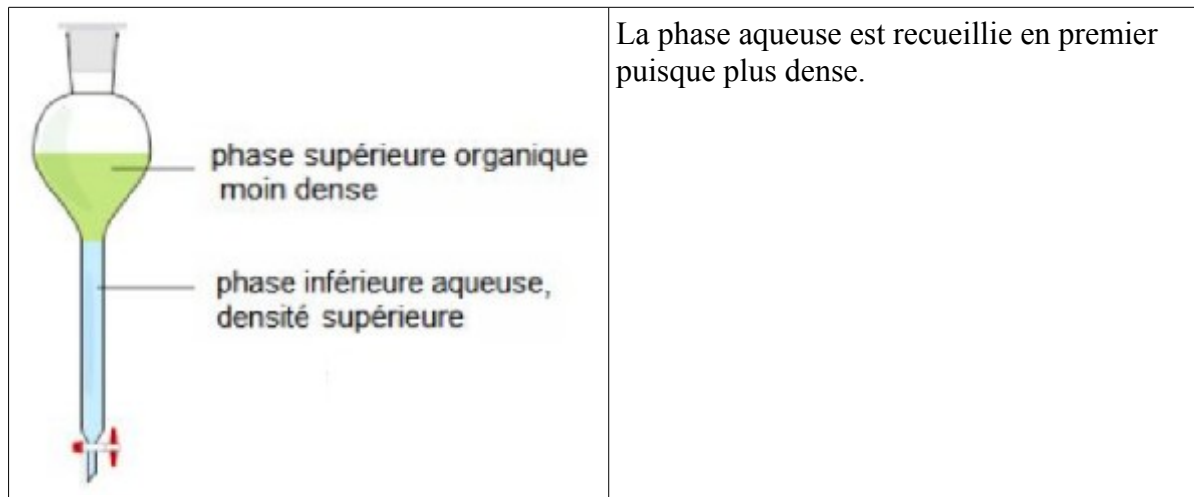 La phase aqueuse est recueillie en premier
puisque plus dense.
phase supérieure organique
moin dense
phase inférieure aqueuse,
densité supérieure